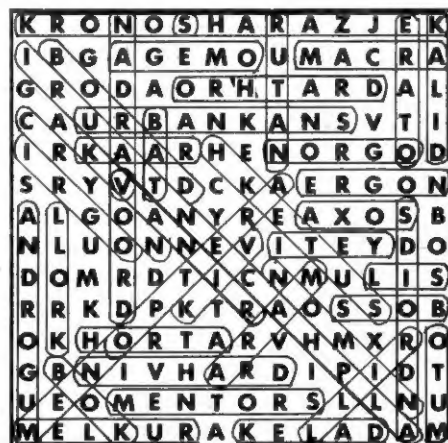 KRONOSHARAZJEK
IBGAGEMOUMACRA
GRODAORHTARDAL
CAURBANKANSVTI
IRKAARHENORGOD
SRYVTDCKAERGON
ALGOANYREAXOSB
NLUONNEVITEYDO
DOMRDTICNMULIS
RRKDPKTRAOSSOB
OKHORTARVHMXRO
GBNIVHARDIPIDT
UEOMENTORSLLNU
MELKURAKELADAM